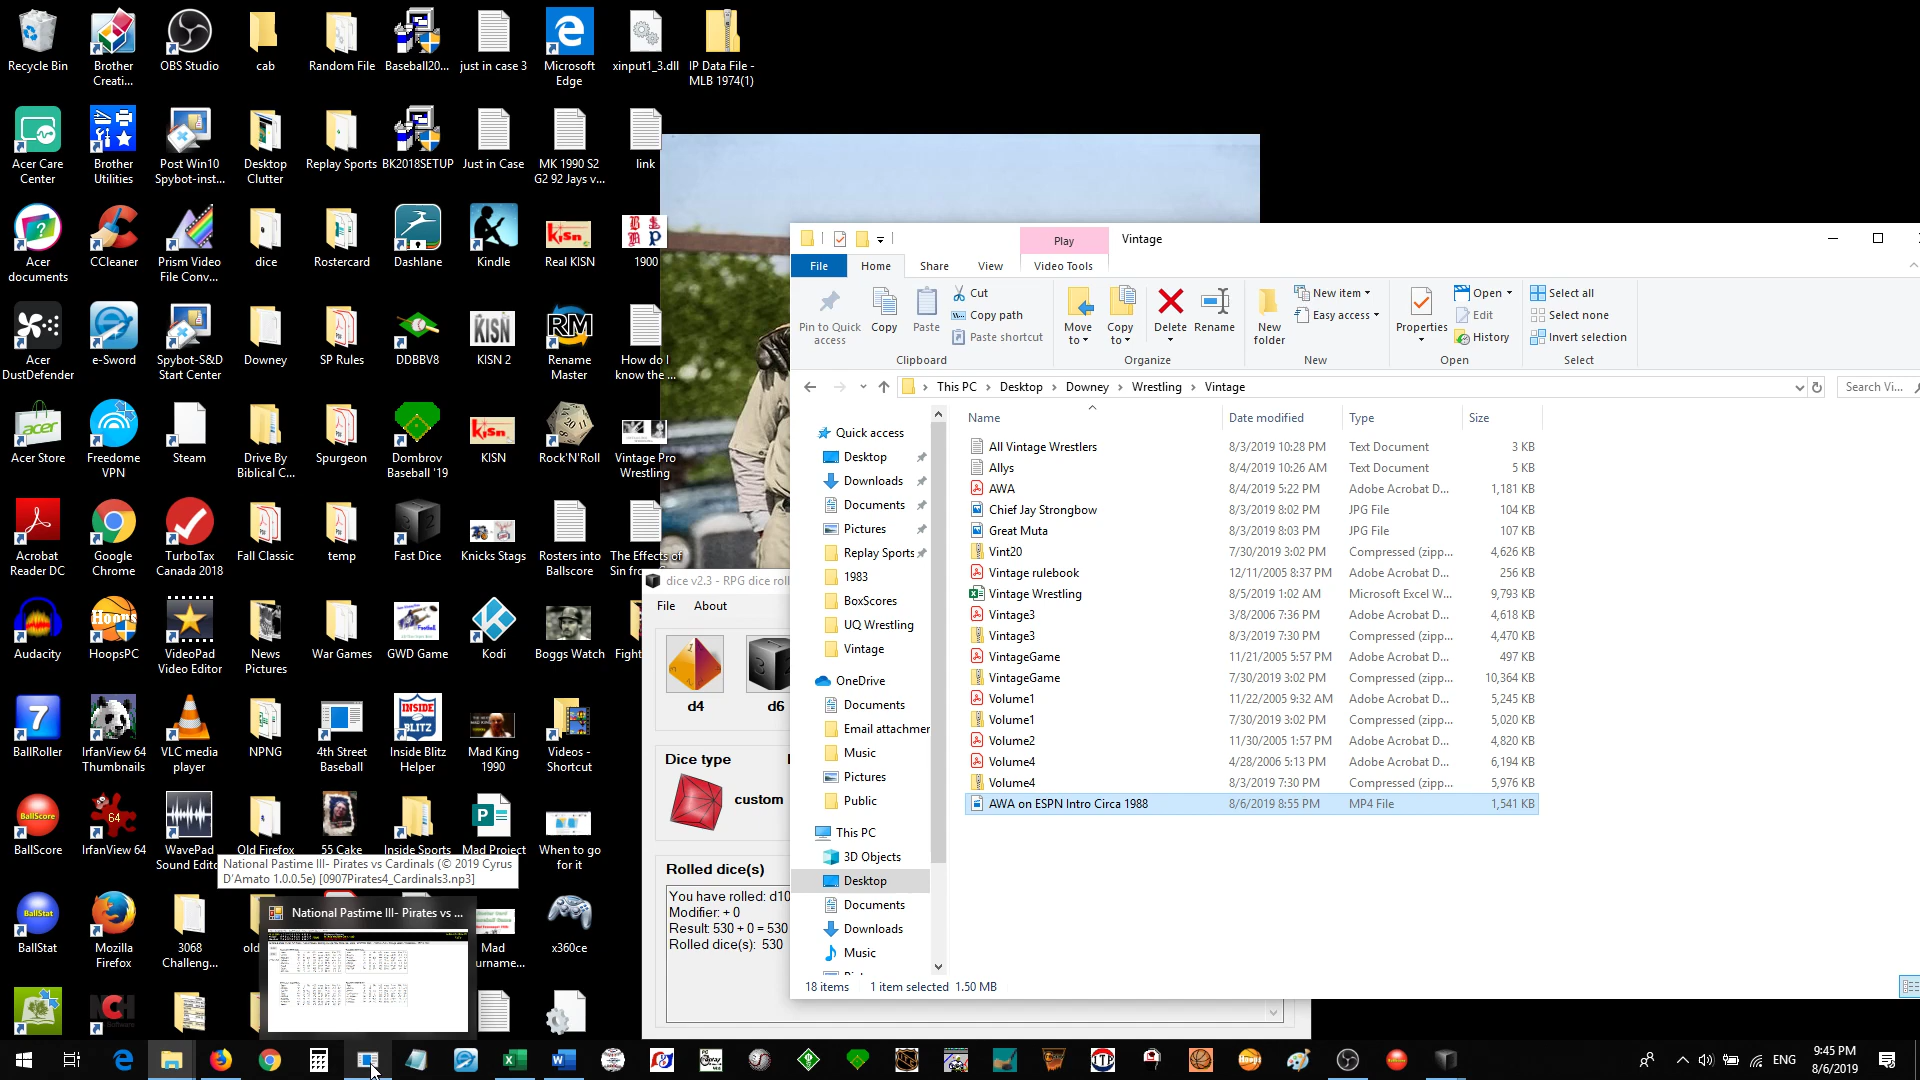 Recycle Bin
Brother
Creati...
OBS Studio
cab
Random File
Baseball20...
just in case 3
Microsoft
Edge
xinput1_3.dll
IP Data File -
MLB 1974(1)
Acer Care
Center
Brother
Utilities
Post Win10
Spybot-inst...
Desktop
Clutter
Replay Sports
BK2018SETUP
Just in Case
MK 1990 S2
G2 92 Jays v...
link
Acer
documents
CCleaner
Prism Video
File Conv...
dice
Rostercard
Dashlane
Kindle
Real KISN
1900
Acer
DustDefender
e-Sword
Spybot-S&D
Start Center
Downey
SP Rules
DDBBV8
KISN 2
Rename
Master
How do I
know the ...
Acer Store
Freedome
VPN
Steam
Drive By
Biblical C...
Spurgeon
Dombrov
Baseball '19
KISN
Rock'N'Roll
Vintage Pro
Wrestling
Acrobat
Reader DC
Google
Chrome
TurboTax
Canada 2018
Fall Classic
temp
Fast Dice
Knicks Stags
Rosters into
Ballscore
The Effects of
Sin fro
Audacity
HoopsPC
VideoPad
Video Editor
News
Pictures
War Games
GWD Game
Kodi
Boggs Watch
Fight
BallRoller
IrfanView 64
Thumbnails
VLC media
player
NPNG
4th Street
Baseball
Inside Blitz
Helper
Mad King
1990
Videos -
Shortcut
BallScore
IrfanView 64
WavePad
Sound Edit
Old Firefox
55 Cake
Inside Sports
Mad Project
When to go
for it
National Pastime III- Pirates vs Cardinals (© 2019 Cyrus
D'Amato 1.0.0.5e) [0907Pirates4_Cardinals3.np3]
BallStat
Mozilla
Firefox
3068
Challeng...
old
National Pastime III- Pirates vs ...
Mad
urname...
x360ce
dice v2.3 - RPG dice roll
File
About
d4
d6
Dice type
custom
Rolled dice(s)
You have rolled: d10
Modifier: + 0
Result: 530 + 0 = 530
Rolled dice(s): 530
Play
Vintage
File
Home
Share
View
Video Tools
Pin to Quick
access
Copy
Paste
Cut
Copy path
Paste shortcut
Clipboard
Move
to
Copy
to
Delete
Rename
Organize
New
folder
New item
Easy access
New
Properties
Open
Edit
History
Open
Select all
Select none
Invert selection
Select
This PC
Desktop
Downey
Wrestling
Vintage
Search Vi...
Quick access
Desktop
Downloads
Documents
Pictures
Replay Sports
1983
BoxScores
UQ Wrestling
Vintage
OneDrive
Documents
Email attachmer
Music
Pictures
Public
This PC
3D Objects
Desktop
Documents
Downloads
Music
Name Date modified Type Size
All Vintage Wrestlers 8/3/2019 10:28 PM Text Document 3 KB
Allys 8/4/2019 10:26 AM Text Document 5 KB
AWA 8/4/2019 5:22 PM Adobe Acrobat D... 1,181 KB
Chief Jay Strongbow 8/3/2019 8:02 PM JPG File 104 KB
Great Muta 8/3/2019 8:03 PM JPG File 107 KB
Vint20 7/30/2019 3:02 PM Compressed (zipp... 4,626 KB
Vintage rulebook 12/11/2005 8:37 PM Adobe Acrobat D... 256 KB
Vintage Wrestling 8/5/2019 1:02 AM Microsoft Excel W... 9,793 KB
Vintage3 3/8/2006 7:36 PM Adobe Acrobat D... 4,618 KB
Vintage3 8/3/2019 7:30 PM Compressed (zipp... 4,470 KB
VintageGame 11/21/2005 5:57 PM Adobe Acrobat D... 497 KB
VintageGame 7/30/2019 3:02 PM Compressed (zipp... 10,364 KB
Volume1 11/22/2005 9:32 AM Adobe Acrobat D... 5,245 KB
Volume1 7/30/2019 3:02 PM Compressed (zipp... 5,020 KB
Volume2 11/30/2005 1:57 PM Adobe Acrobat D... 4,820 KB
Volume4 4/28/2006 5:13 PM Adobe Acrobat D... 6,194 KB
Volume4 8/3/2019 7:30 PM Compressed (zipp... 5,976 KB
AWA on ESPN Intro Circa 1988 8/6/2019 8:55 PM MP4 File 1,541 KB
18 items 1 item selected 1.50 MB
ENG
9:45 PM
8/6/2019